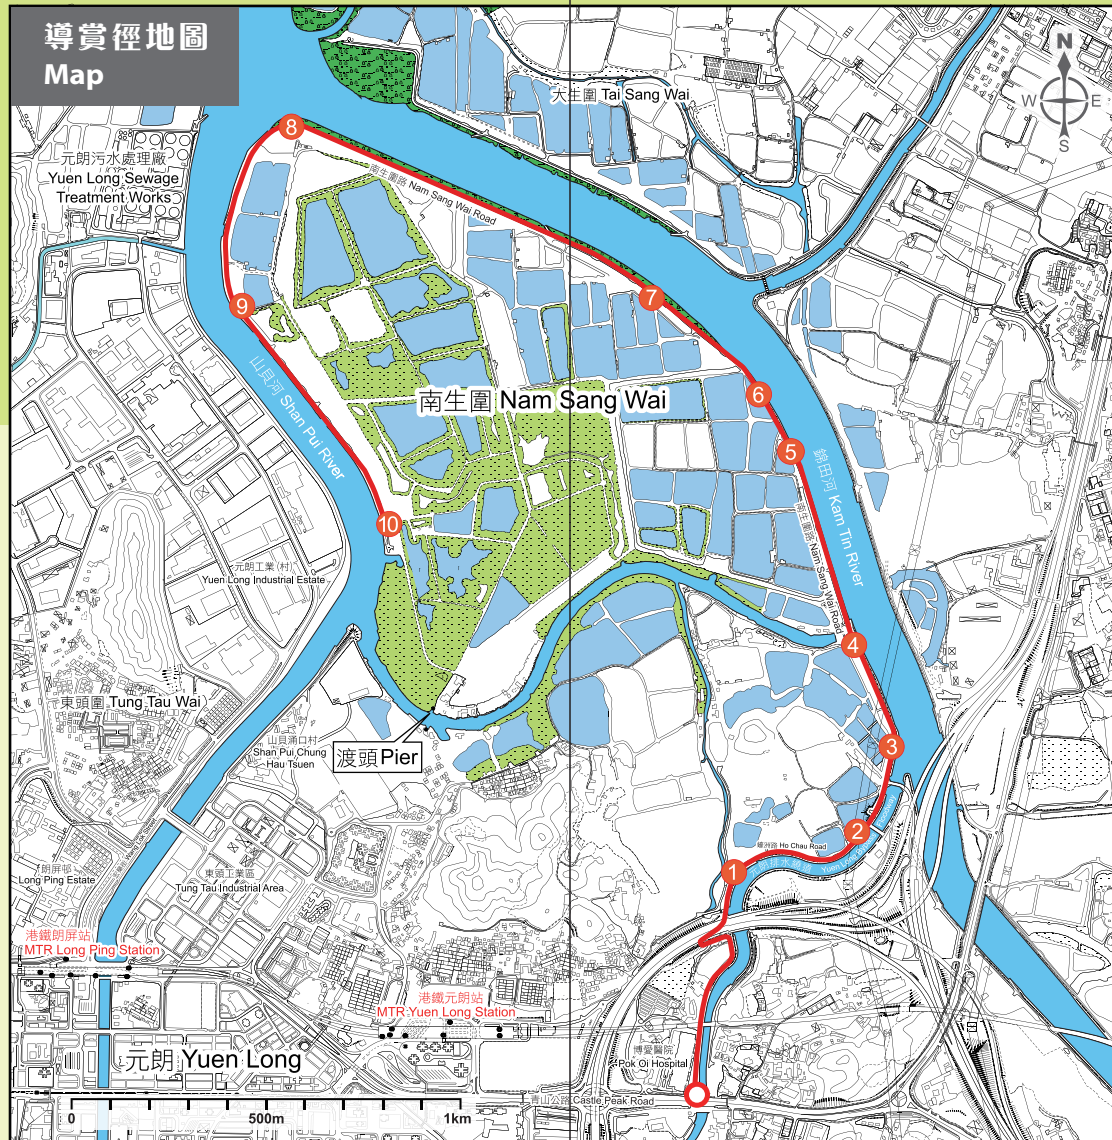 導賞徑地圖
Map
N
W
E
S
大生圍 Tai Sang Wai
元朗污水處理廠
Yuen Long Sewage
Treatment Works
8
南生圍路 Nam Sang Wai Road
7
9
山貝河 Shan Pui River
南生圍 Nam Sang Wai
6
5
錦田河 Kam Tin River
南生圍路 Nam Sang Wai Road
10
元朗工業(村)
Yuen Long Industrial Estate
4
東頭圍 Tung Tau Wai
山貝涌口村
Shan Pui Chung
Hau Tsuen
渡頭 Pier
3
2
蠔洲路 Ho Chau Road
1
朗屏邨
Long Ping Estate
東頭工業區
Tung Tau Industrial Area
港鐵朗屏站
MTR Long Ping Station
港鐵元朗站
MTR Yuen Long Station
元朗 Yuen Long
博愛醫院
Pok Oi Hospital
青山公路 Castle Peak Road
0
500m
1km